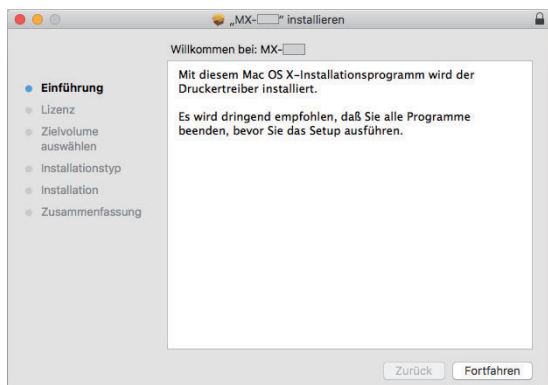 „MX-   “ installieren
Willkommen bei: MX-
Einführung
Lizenz
Zielvolume
auswählen
Installationstyp
Installation
Zusammenfassung
Mit diesem Mac OS X-Installationsprogramm wird der
Druckertreiber installiert.
Es wird dringend empfohlen, daß Sie alle Programme
beenden, bevor Sie das Setup ausführen.
Zurück
Fortfahren